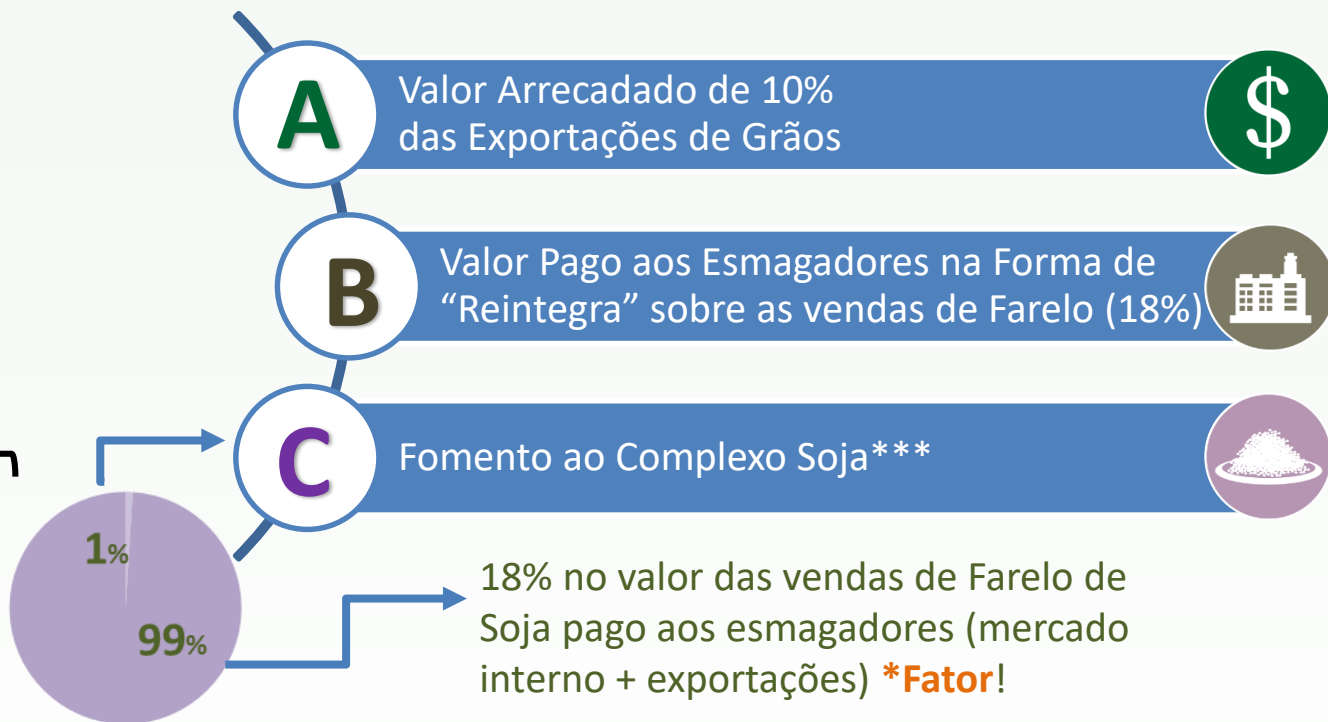 A
Valor Arrecadado de 10%
das Exportações de Grãos
$
B
Valor Pago aos Esmagadores na Forma de
“Reintegra” sobre as vendas de Farelo (18%)
C
Fomento ao Complexo Soja***
1%
99%
18% no valor das vendas de Farelo de
Soja pago aos esmagadores (mercado
interno + exportações) *Fator!